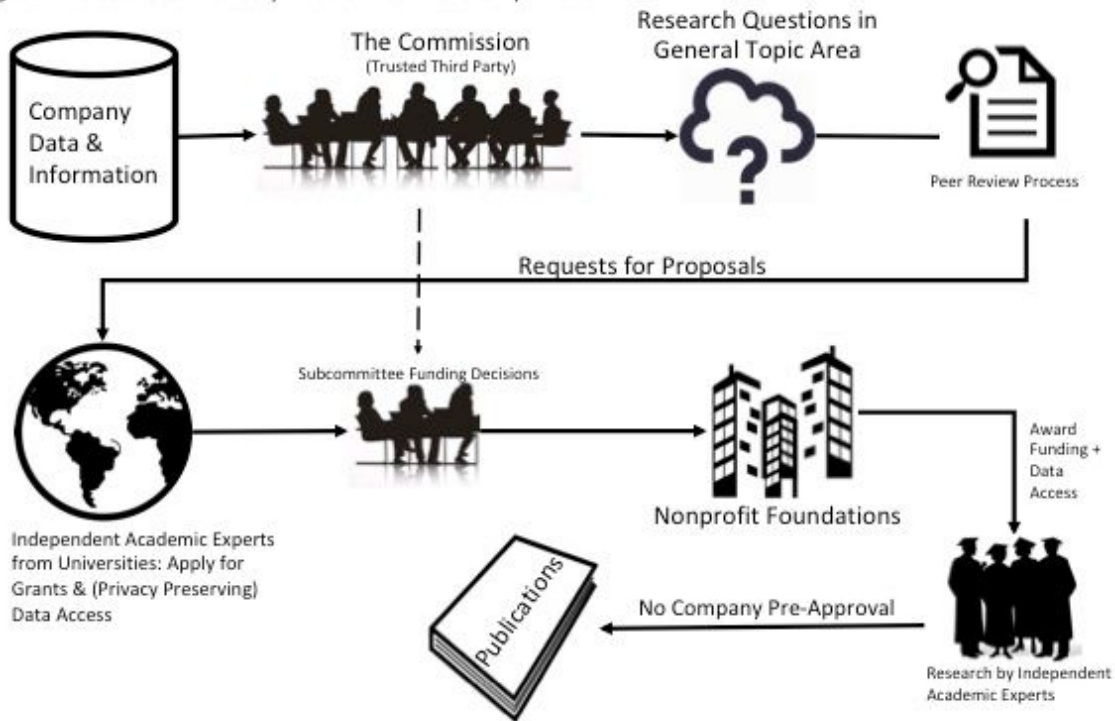 The Commission
(Trusted Third Party)
Research Questions in
General Topic Area
Company
Data &
Information
Peer Review Process
Requests for Proposals
Subcommittee Funding Decisions
Award
Funding +
Data
Access
Nonprofit Foundations
Independent Academic Experts
from Universities: Apply for
Grants & (Privacy Preserving)
Data Access
Publications
No Company Pre-Approval
Research by Independent
Academic Experts